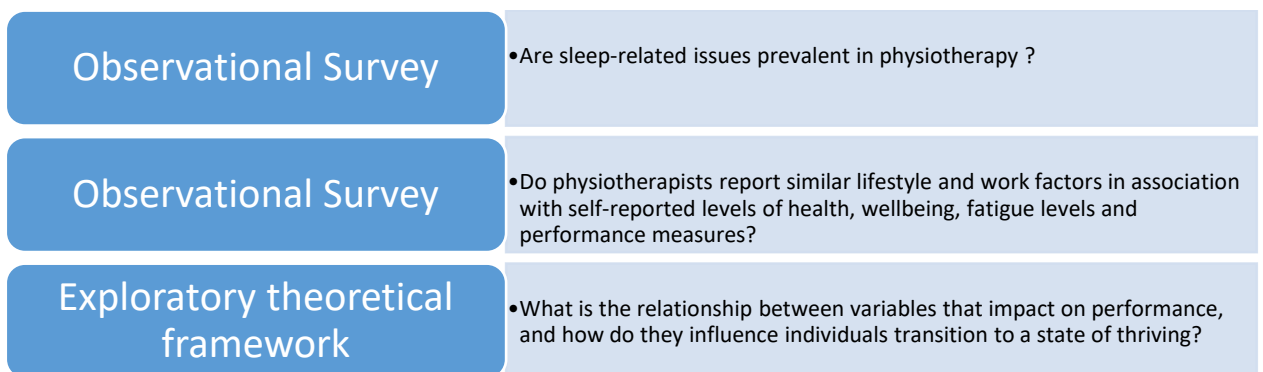 Observational Survey
•Are sleep-related issues prevalent in physiotherapy ?
Observational Survey
•Do physiotherapists report similar lifestyle and work factors in association
with self-reported levels of health, wellbeing, fatigue levels and
performance measures?
Exploratory theoretical
framework
•What is the relationship between variables that impact on performance,
and how do they influence individuals transition to a state of thriving?